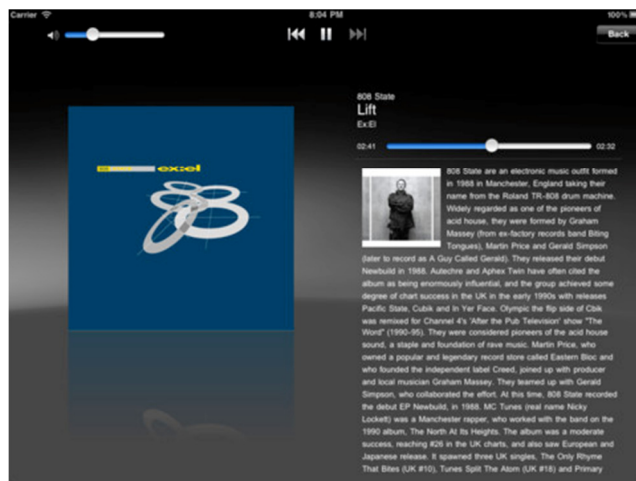 Carrier 8:04 PM 100%
Back
808 State
Lift
Ex:El
02:41 02:32
ex:el
808 State are an electronic music outfit formed
in 1988 in Manchester, England taking their
name from the Roland TR-808 drum machine.
Widely regarded as one of the pioneers of
acid house, they were formed by Graham
Massey (from ex-factory records band Biting
Tongues), Martin Price and Gerald Simpson
(later to record as A Guy Called Gerald). They released their debut
Newbuild in 1988. Autechre and Aphex Twin have often cited the
album as being enormously influential, and the group achieved some
degree of chart success in the UK in the early 1990s with releases
Pacific State, Cubik and In Yer Face. Olympic the flip side of Cbik
was remixed for Channel 4's 'After the Pub Television' show "The
Word" (1990-95). They were considered pioneers of the acid house
sound, a staple and foundation of rave music. Martin Price, who
owned a popular and legendary record store called Eastern Bloc and
who founded the independent label Creed, joined up with producer
and local musician Graham Massey. They teamed up with Gerald
Simpson, who collaborated the effort. At this time, 808 State recorded
the debut EP Newbuild, in 1988. MC Tunes (real name Nicky
Lockett) was a Manchester rapper, who worked with the band on the
1990 album, The North At Its Heights. The album was a moderate
success, reaching #26 in the UK charts, and also saw European and
Japanese release. It spawned three UK singles, The Only Rhyme
That Bites (UK #10), Tunes Split The Atom (UK #18) and Primary